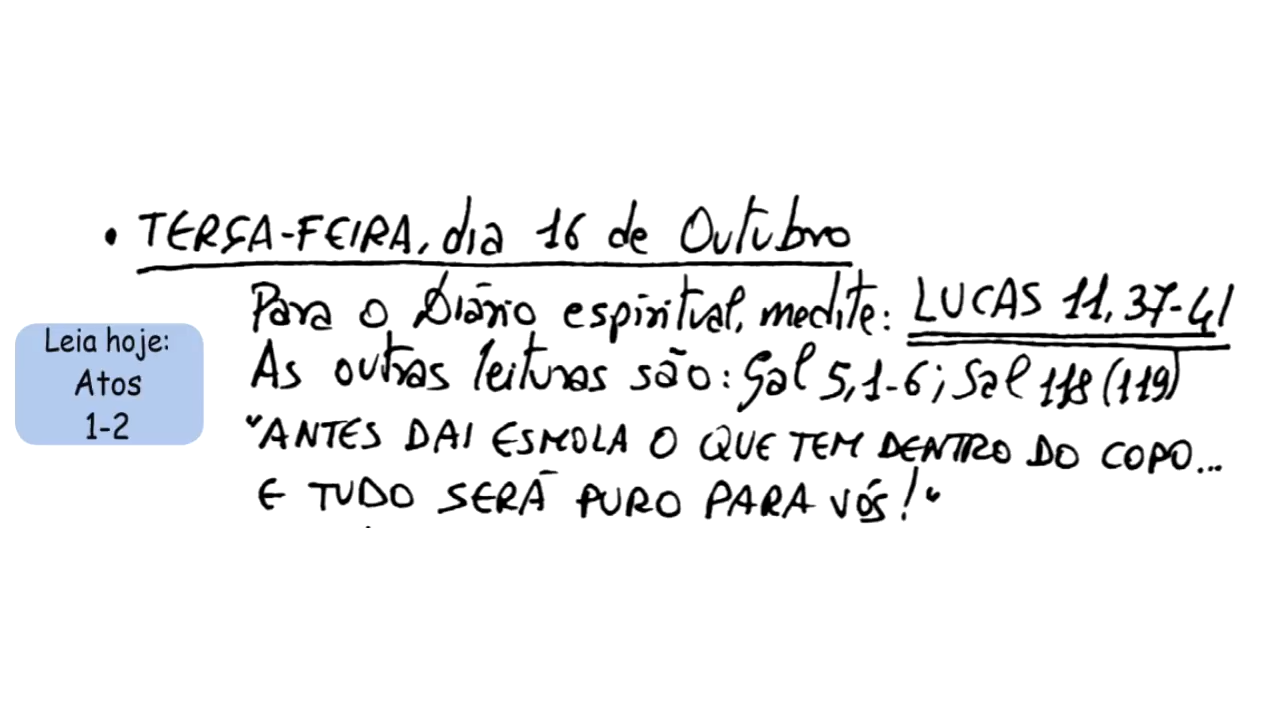 • TERÇA-FEIRA, dia 16 de Outubro
Para o Diário espiritual, medite: LUCAS 11, 37-41
As outras leituras são: Gal 5,1-6; Sal 118 (119)
"ANTES DAI ESMOLA O QUE TEM DENTRO DO COPO...
E TUDO SERÁ PURO PARA VÓS!"
Leia hoje:
Atos
1-2